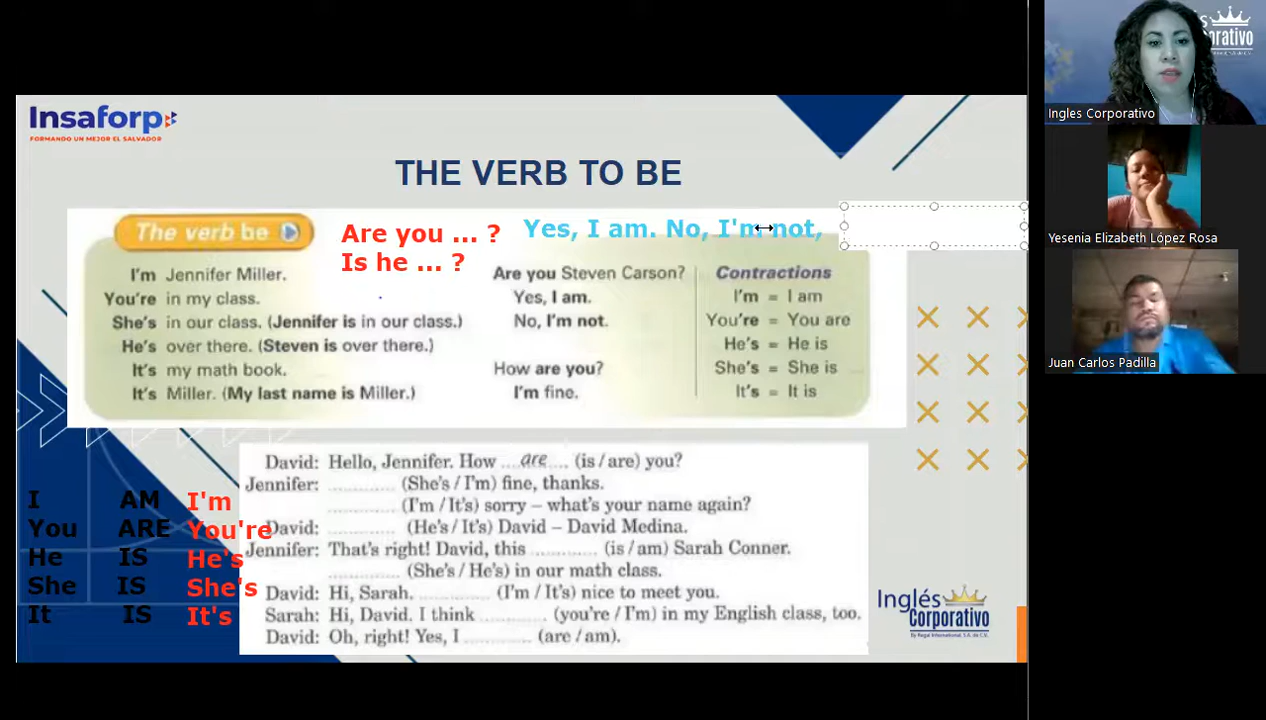 Insaforp
FORMANDO UN MEJOR EL SALVADOR
THE VERB TO BE
The verb be
Are you ... ?
Is he ... ?
Yes, I am. No, I'm not,
I'm Jennifer Miller.
You're in my class.
She's in our class. (Jennifer is in our class.)
He's over there. (Steven is over there.)
It's my math book.
It's Miller. (My last name is Miller.)
Are you Steven Carson?
Yes, I am.
No, I'm not.
How are you?
I'm fine.
Contractions
I'm = I am
You're = You are
He's = He is
She's = She is
It's = It is
I AM I'm
You ARE You're
He IS He's
She IS She's
It IS It's
David: Hello, Jennifer. How ....are.... (is / are) you?
Jennifer: ............ (She's / I'm) fine, thanks.
............ (I'm / It's) sorry – what's your name again?
David: ............ (He's / It's) David – David Medina.
Jennifer: That's right! David, this ............ (is / am) Sarah Conner.
............ (She's / He's) in our math class.
David: Hi, Sarah. ............ (I'm / It's) nice to meet you.
Sarah: Hi, David. I think ............ (you're / I'm) in my English class, too.
David: Oh, right! Yes, I ............ (are / am).
Inglés
Corporativo
By Regal International, S.A. de C.V.
Ingles Corporativo
Yesenia Elizabeth López Rosa
Juan Carlos Padilla